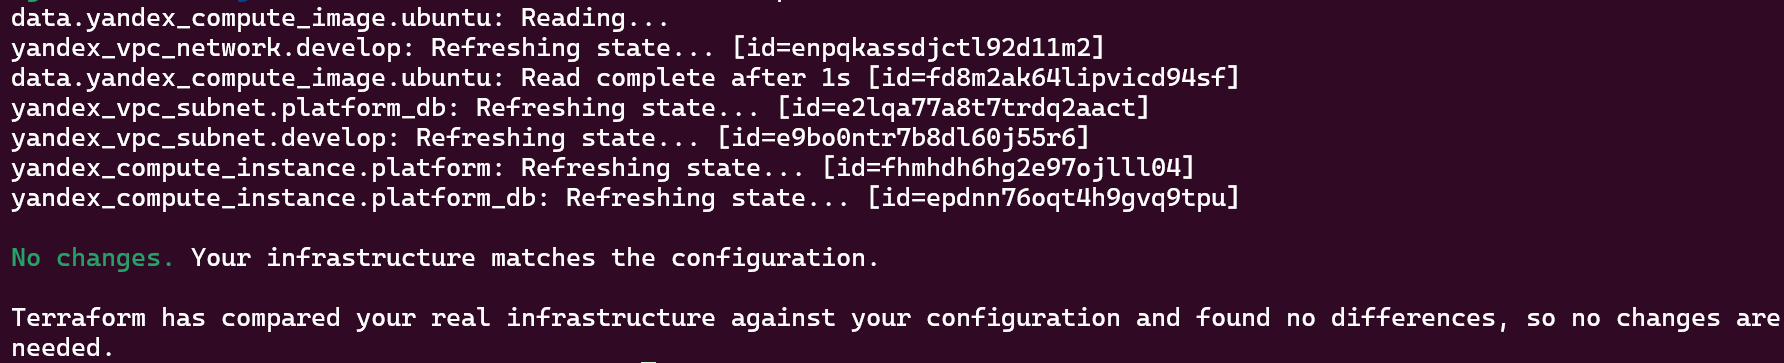 data.yandex_compute_image.ubuntu: Reading...
yandex_vpc_network.develop: Refreshing state... [id=enpqkassdjctl92d11m2]
data.yandex_compute_image.ubuntu: Read complete after 1s [id=fd8m2ak64lipvicd94sf]
yandex_vpc_subnet.platform_db: Refreshing state... [id=e2lqa77a8t7trdq2aact]
yandex_vpc_subnet.develop: Refreshing state... [id=e9bo0ntr7b8dl60j55r6]
yandex_compute_instance.platform: Refreshing state... [id=fhmhdh6hg2e97ojlll04]
yandex_compute_instance.platform_db: Refreshing state... [id=epdnn76oqt4h9gvq9tpu]
No changes. Your infrastructure matches the configuration.
Terraform has compared your real infrastructure against your configuration and found no differences, so no changes are
needed.